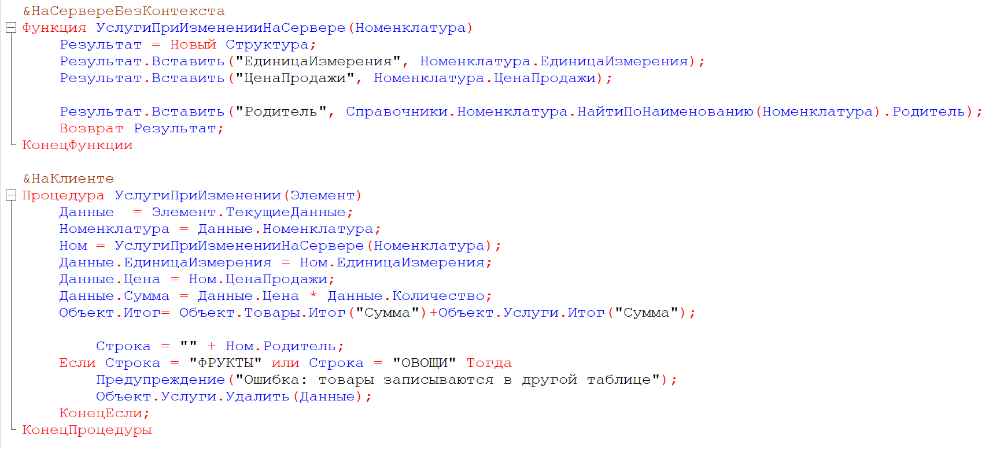 &НаСервереБезКонтекста
Функция УслугиПриИзмененииНаСервере(Номенклатура)
Результат = Новый Структура;
Результат.Вставить("ЕдиницаИзмерения", Номенклатура.ЕдиницаИзмерения);
Результат.Вставить("ЦенаПродажи", Номенклатура.ЦенаПродажи);
Результат.Вставить("Родитель", Справочники.Номенклатура.НайтиПоНаименованию(Номенклатура).Родитель);
Возврат Результат;
КонецФункции
&НаКлиенте
Процедура УслугиПриИзменении(Элемент)
Данные  = Элемент.ТекущиеДанные;
Номенклатура = Данные.Номенклатура;
Ном = УслугиПриИзмененииНаСервере(Номенклатура);
Данные.ЕдиницаИзмерения = Ном.ЕдиницаИзмерения;
Данные.Цена = Ном.ЦенаПродажи;
Данные.Сумма = Данные.Цена * Данные.Количество;
Объект.Итог= Объект.Товары.Итог("Сумма")+Объект.Услуги.Итог("Сумма");
Строка = "" + Ном.Родитель;
Если Строка = "ФРУКТЫ" или Строка = "ОВОЩИ" Тогда
Предупреждение("Ошибка: товары записываются в другой таблице");
Объект.Услуги.Удалить(Данные);
КонецЕсли;
КонецПроцедуры